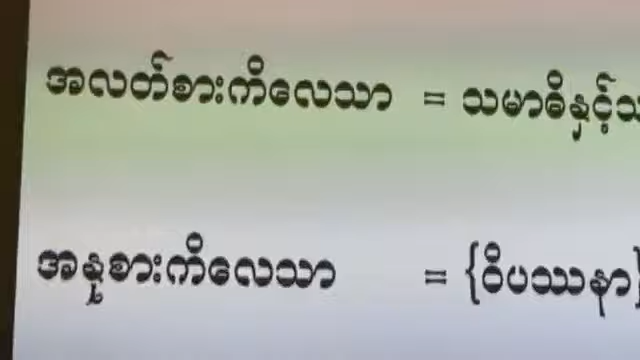 အလတ်စားကိလေသာ = သမာဓိနှင့်သ
အနုစားကိလေသာ = {ဝိပဿနာ}